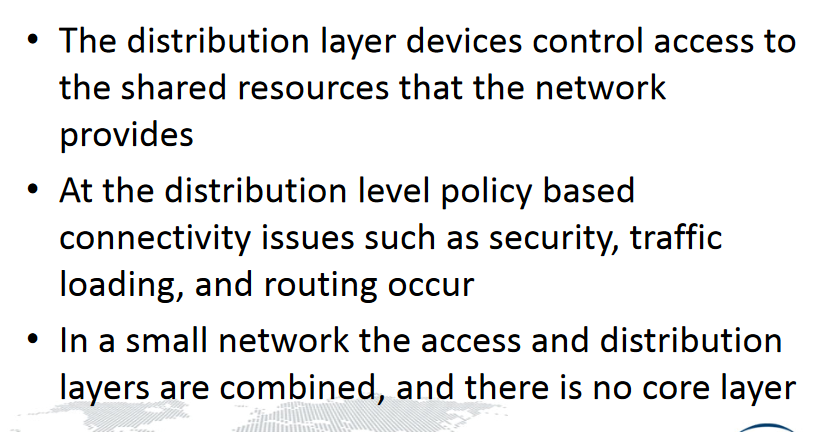 • The distribution layer devices control access to
the shared resources that the network
provides
• At the distribution level policy based
connectivity issues such as security, traffic
loading, and routing occur
• In a small network the access and distribution
layers are combined, and there is no core layer